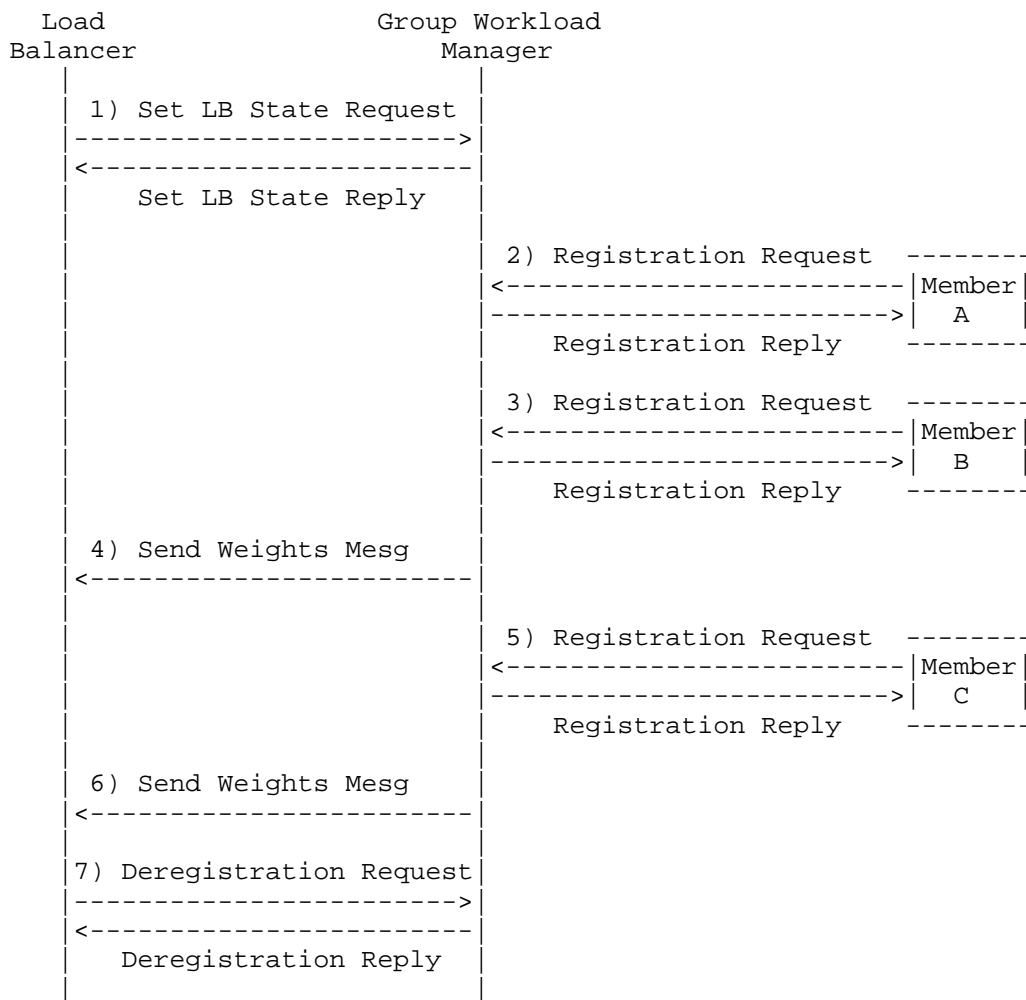 Load Group Workload
Balancer Manager
1) Set LB State Request
Set LB State Reply
2) Registration Request
Member
A
Registration Reply
3) Registration Request
Member
B
Registration Reply
4) Send Weights Mesg
5) Registration Request
Member
C
Registration Reply
6) Send Weights Mesg
7) Deregistration Request
Deregistration Reply